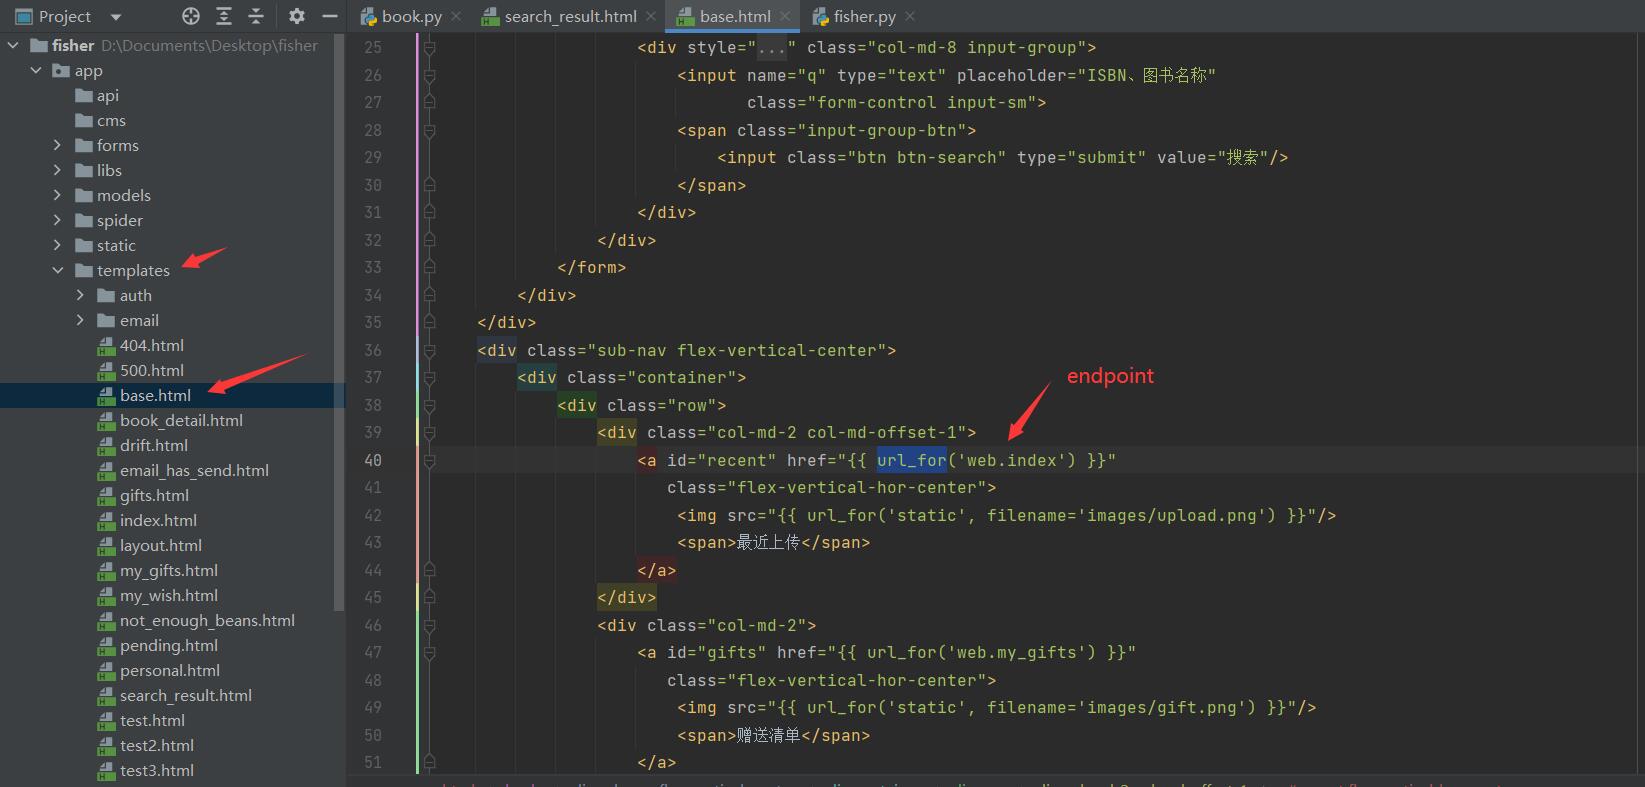 Project
book.py
search_result.html
base.html
fisher.py
fisher D:\Documents\Desktop\fisher
app
api
cms
forms
libs
models
spider
static
templates
auth
email
404.html
500.html
base.html
book_detail.html
drift.html
email_has_send.html
gifts.html
index.html
layout.html
my_gifts.html
my_wish.html
not_enough_beans.html
pending.html
personal.html
search_result.html
test.html
test2.html
test3.html
25 <div style="..." class="col-md-8 input-group">
26 <input name="q" type="text" placeholder="ISBN、图书名称"
27 class="form-control input-sm">
28 <span class="input-group-btn">
29 <input class="btn btn-search" type="submit" value="搜索"/>
30 </span>
31 </div>
32 </div>
33 </form>
34 </div>
35 </div>
36 <div class="sub-nav flex-vertical-center">
37 <div class="container">
endpoint
38 <div class="row">
39 <div class="col-md-2 col-md-offset-1">
40 <a id="recent" href="{{ url_for('web.index') }}"
41 class="flex-vertical-hor-center">
42 <img src="{{ url_for('static', filename='images/upload.png') }}"/>
43 <span>最近上传</span>
44 </a>
45 </div>
46 <div class="col-md-2">
47 <a id="gifts" href="{{ url_for('web.my_gifts') }}"
48 class="flex-vertical-hor-center">
49 <img src="{{ url_for('static', filename='images/gift.png') }}"/>
50 <span>赠送清单</span>
51 </a>